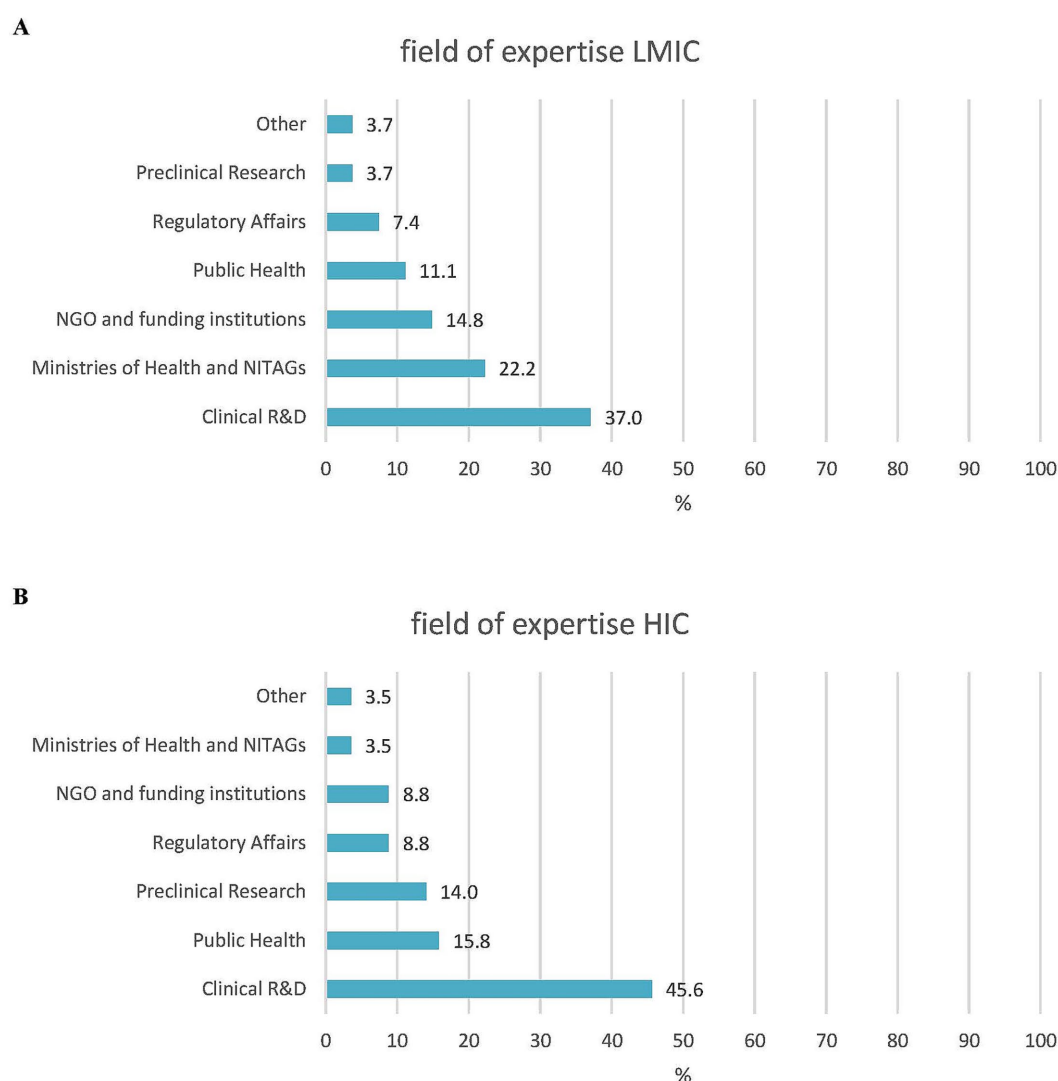 A
field of expertise LMIC
Other 3.7
Preclinical Research 3.7
Regulatory Affairs 7.4
Public Health 11.1
NGO and funding institutions 14.8
Ministries of Health and NITAGs 22.2
Clinical R&D 37.0
0 10 20 30 40 50 60 70 80 90 100
%
B
field of expertise HIC
Other 3.5
Ministries of Health and NITAGs 3.5
NGO and funding institutions 8.8
Regulatory Affairs 8.8
Preclinical Research 14.0
Public Health 15.8
Clinical R&D 45.6
0 10 20 30 40 50 60 70 80 90 100
%